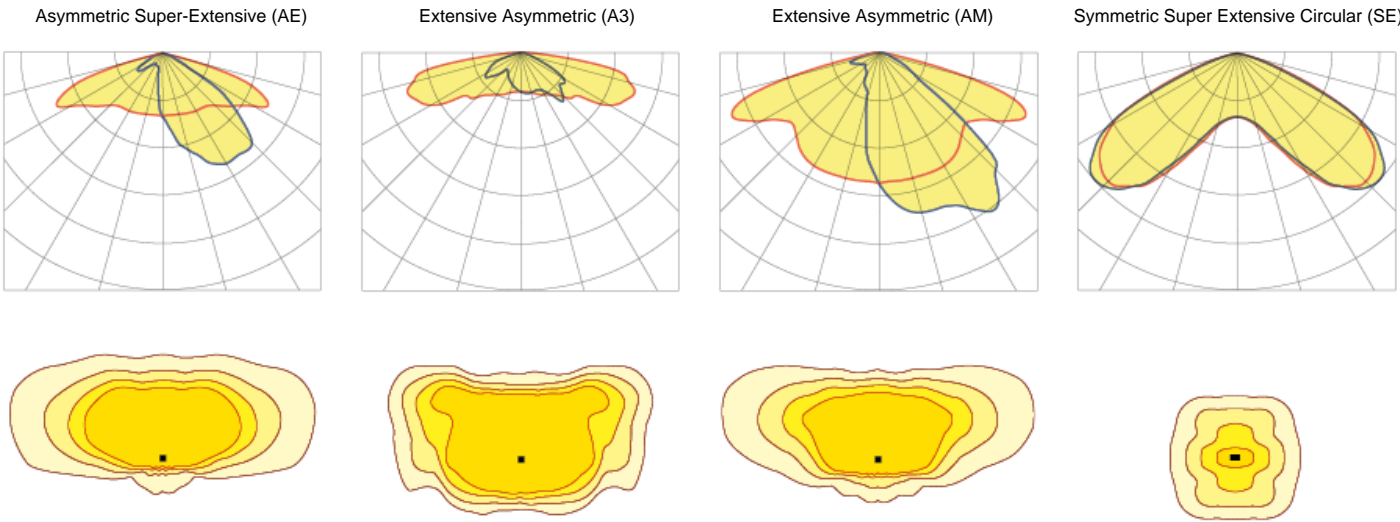 Asymmetric Super-Extensive (AE)
Extensive Asymmetric (A3)
Extensive Asymmetric (AM)
Symmetric Super Extensive Circular (SE)